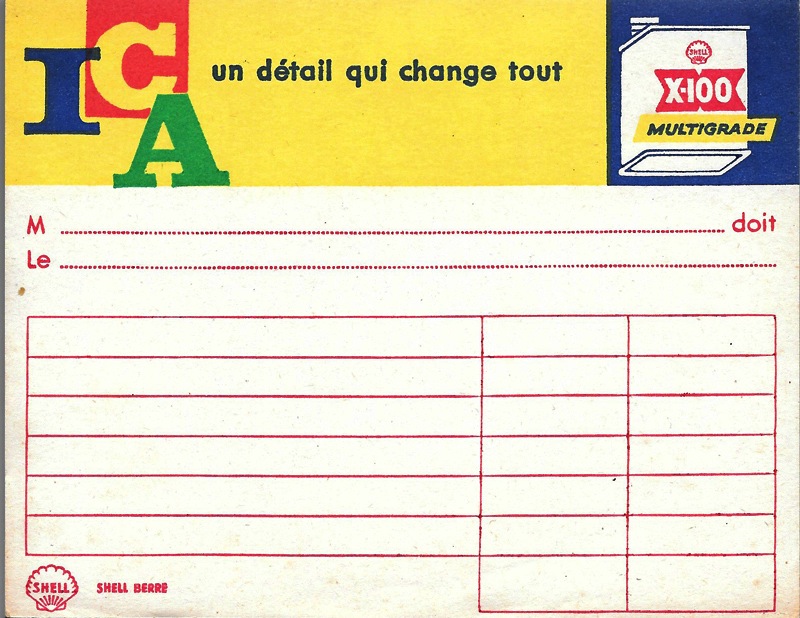 ICA
un détail qui change tout
SHELL
X-100
MULTIGRADE
M doit
Le
SHELL
SHELL BERRE